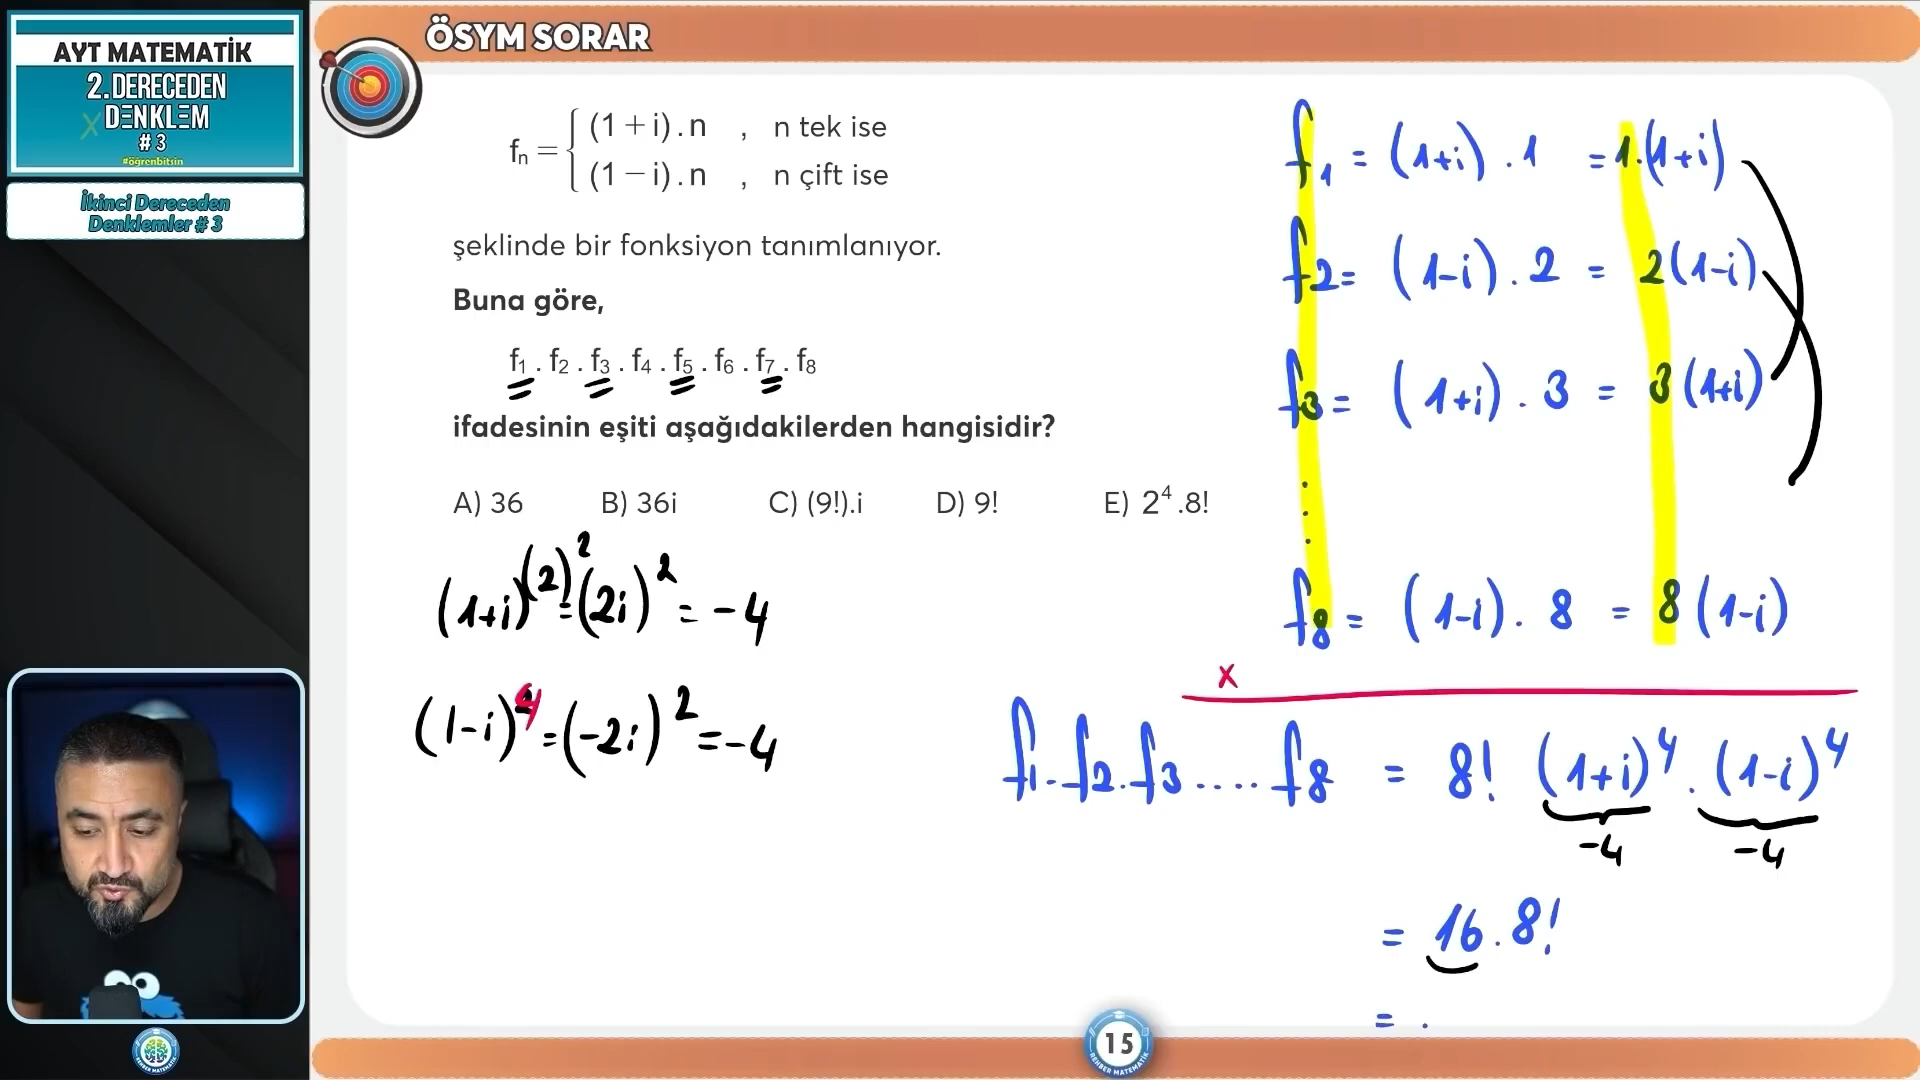 AYT MATEMATİK
2.DERECEDEN
DENKLEM
# 3
#öğrenbitsin
İkinci Dereceden
Denklemler # 3
ÖSYM SORAR
fₙ = { (1 + i) . n , n tek ise
(1 − i) . n , n çift ise
şeklinde bir fonksiyon tanımlanıyor.
Buna göre,
f₁ . f₂ . f₃ . f₄ . f₅ . f₆ . f₇ . f₈
ifadesinin eşiti aşağıdakilerden hangisidir?
A) 36 B) 36i C) (9!).i D) 9! E) 2⁴ .8!
(1+i)⁽²⁾² = (2i)² = -4
(1-i)⁴ = (-2i)² = -4
f₁ = (1+i) . 1 = 1.(1+i)
f₂ = (1-i) . 2 = 2(1-i)
f₃ = (1+i) . 3 = 3(1+i)
.
.
.
f₈ = (1-i) . 8 = 8(1-i)
x
f₁ . f₂ . f₃ . . . . f₈ = 8! (1+i)⁴ . (1-i)⁴
-4 -4
= 16 . 8!
= .
15
REHBER MATEMATİK